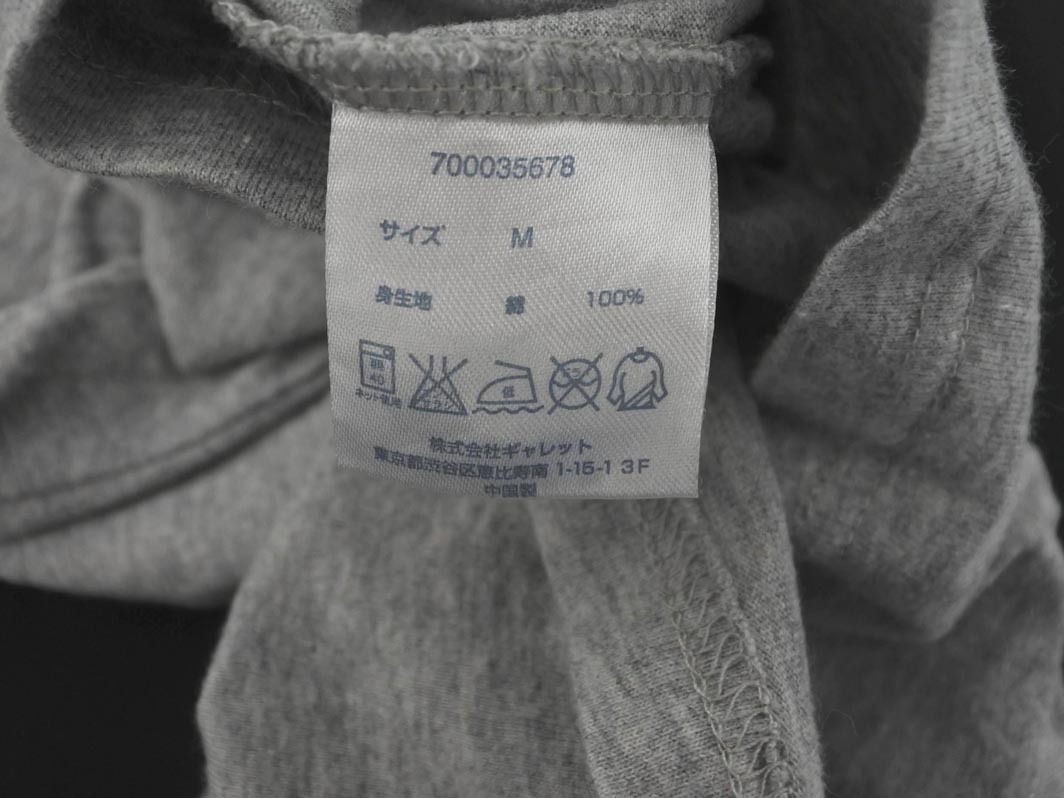 700035678
サイズ M
身生地 綿 100%
40
ネット使用
低
株式会社ギャレット
東京都渋谷区恵比寿南 1-15-1 3F
中国製